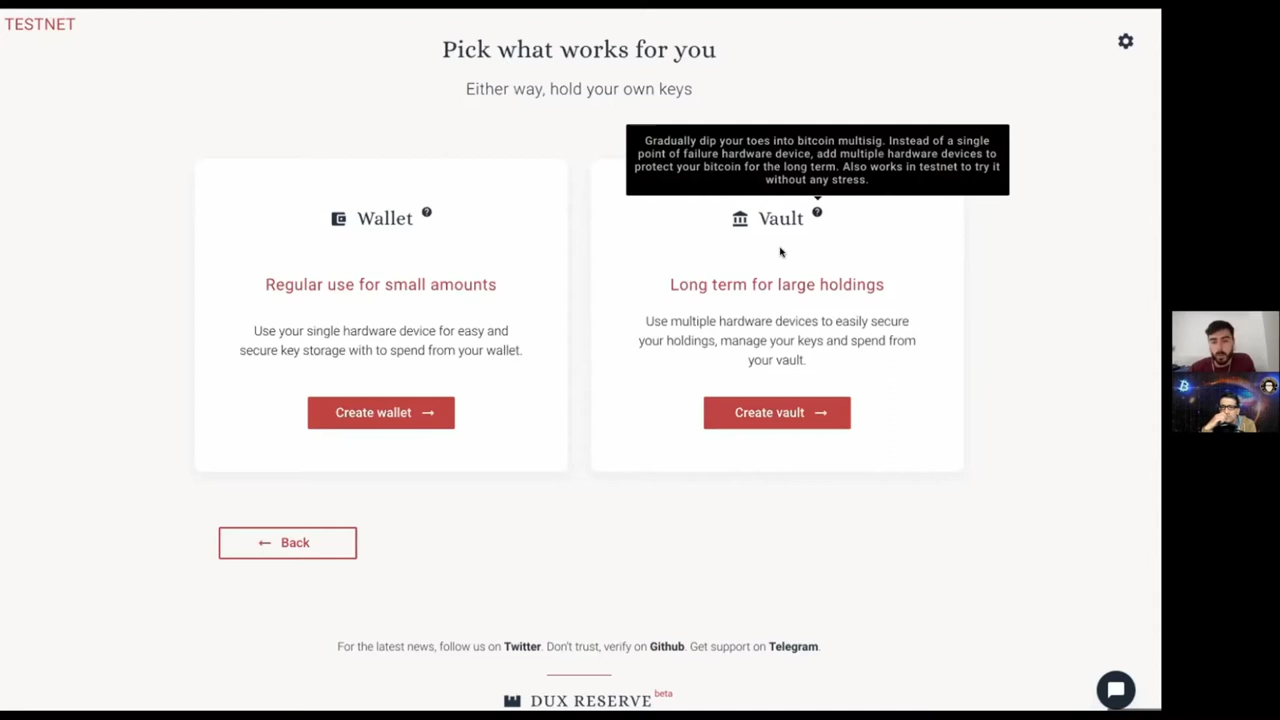 TESTNET
Pick what works for you
Either way, hold your own keys
Gradually dip your toes into bitcoin multisig. Instead of a single
point of failure hardware device, add multiple hardware devices to
protect your bitcoin for the long term. Also works in testnet to try it
without any stress.
Wallet
Regular use for small amounts
Use your single hardware device for easy and
secure key storage with to spend from your wallet.
Create wallet →
Vault
Long term for large holdings
Use multiple hardware devices to easily secure
your holdings, manage your keys and spend from
your vault.
Create vault →
← Back
For the latest news, follow us on Twitter. Don't trust, verify on Github. Get support on Telegram.
DUX RESERVE beta